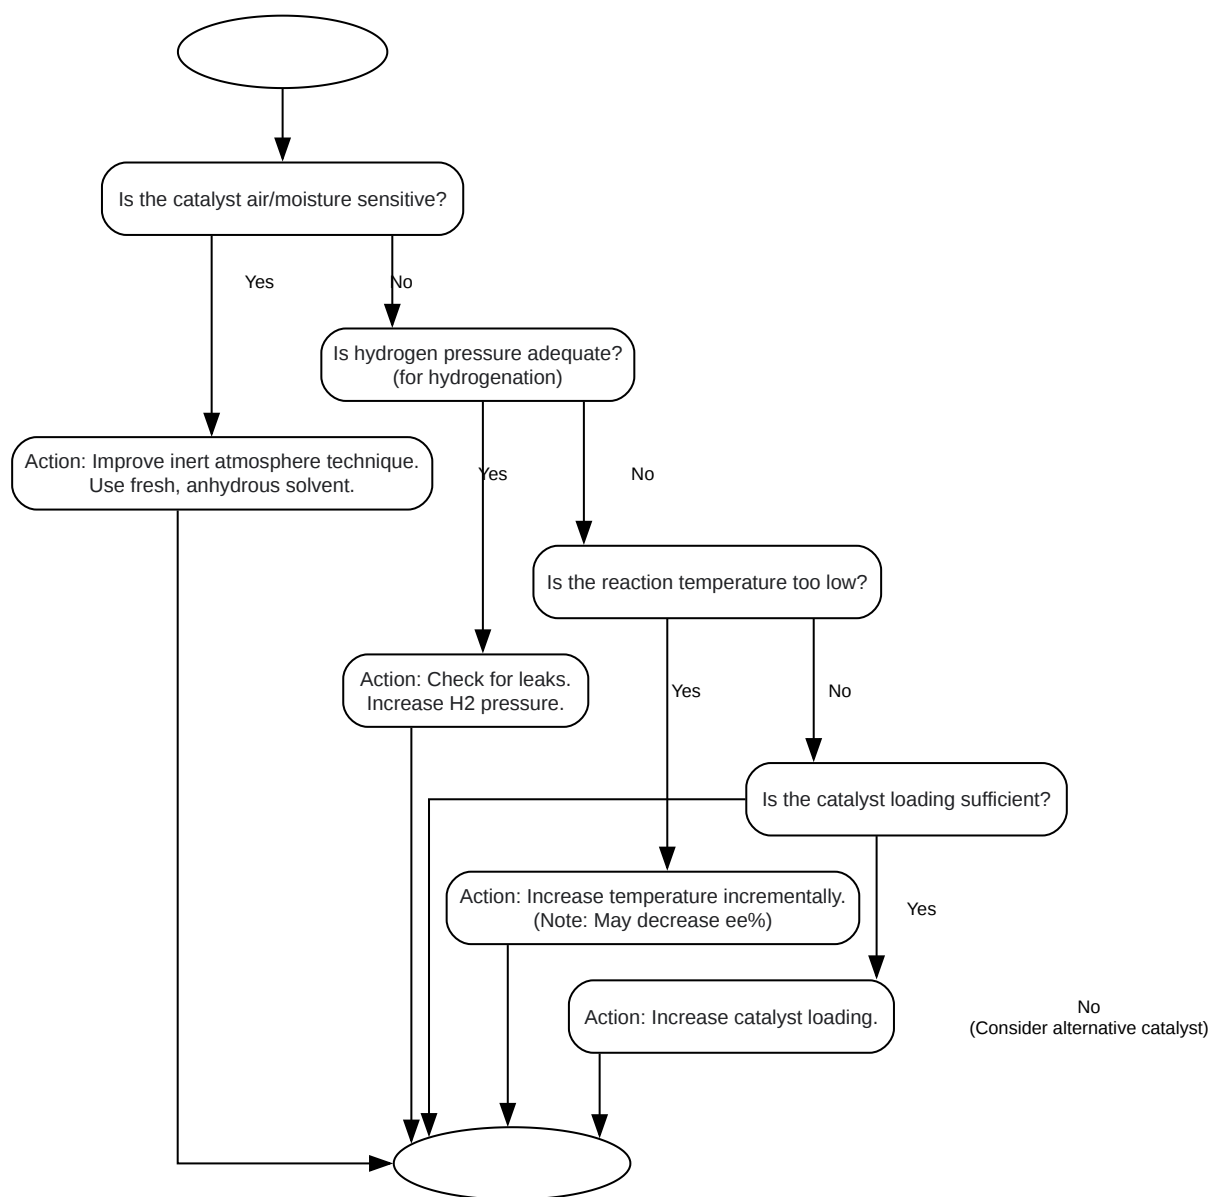 Is the catalyst air/moisture sensitive?
Yes
No
Is hydrogen pressure adequate?
(for hydrogenation)
Action: Improve inert atmosphere technique.
Use fresh, anhydrous solvent.
Yes
No
Is the reaction temperature too low?
Action: Check for leaks.
Increase H2 pressure.
Yes
No
Is the catalyst loading sufficient?
Action: Increase temperature incrementally.
(Note: May decrease ee%)
Yes
Action: Increase catalyst loading.
No
(Consider alternative catalyst)